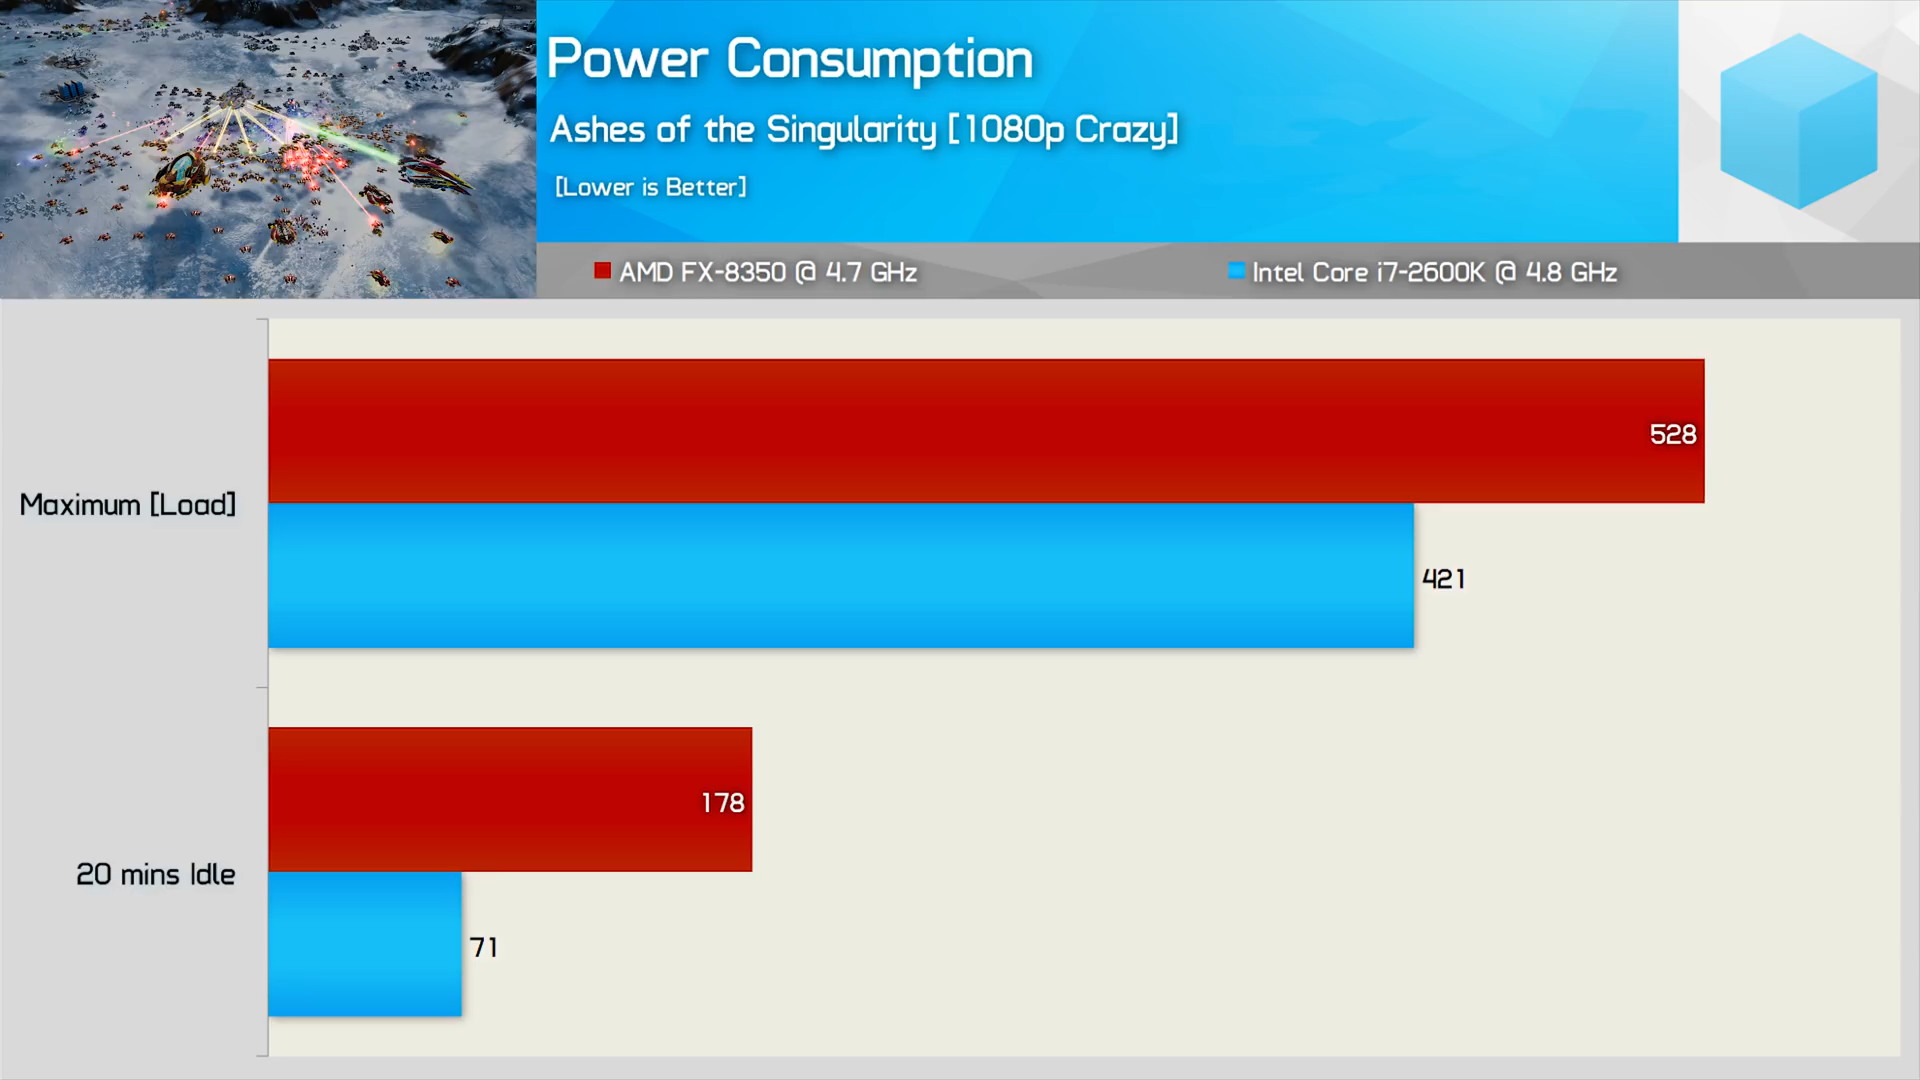 Power Consumption
Ashes of the Singularity [1080p Crazy]
[Lower is Better]
AMD FX-8350 @ 4.7 GHz
Intel Core i7-2600K @ 4.8 GHz
528
Maximum [Load]
421
178
20 mins Idle
71